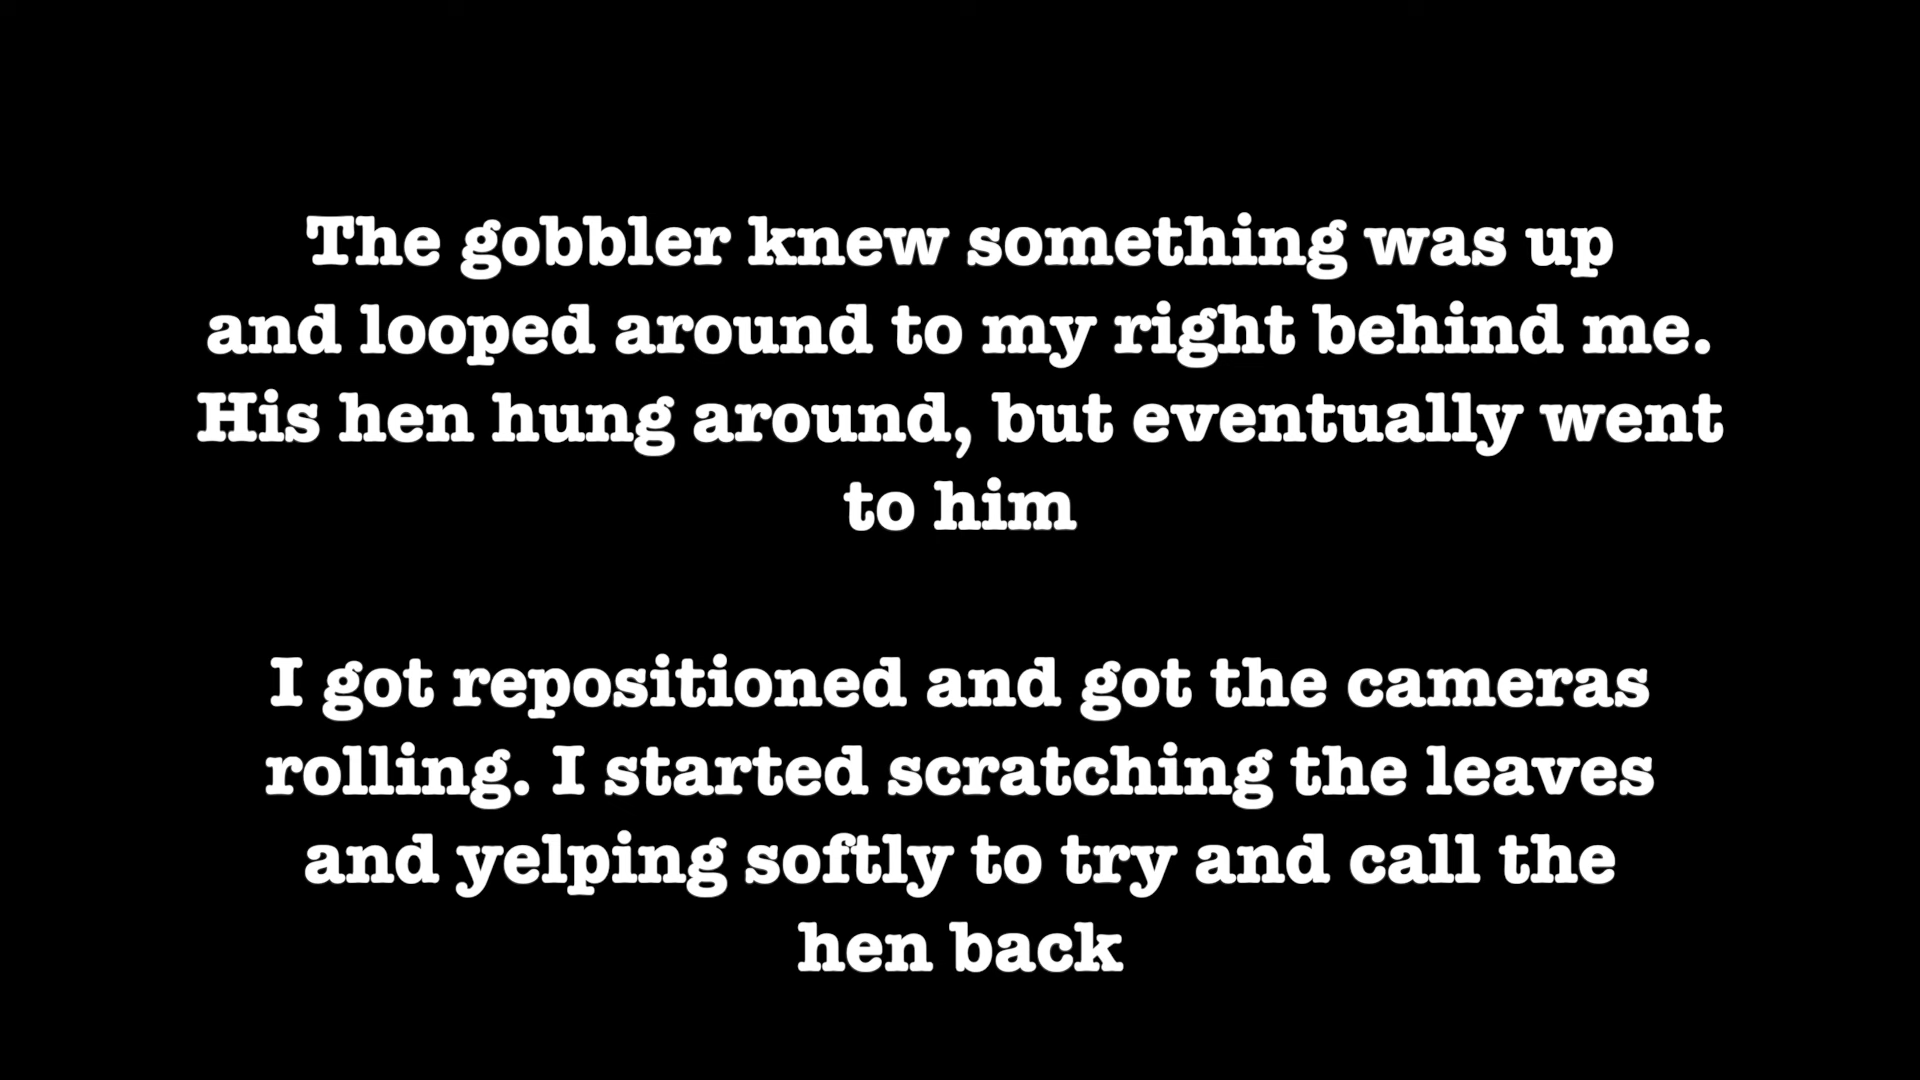 The gobbler knew something was up
and looped around to my right behind me.
His hen hung around, but eventually went
to him
I got repositioned and got the cameras
rolling. I started scratching the leaves
and yelping softly to try and call the
hen back